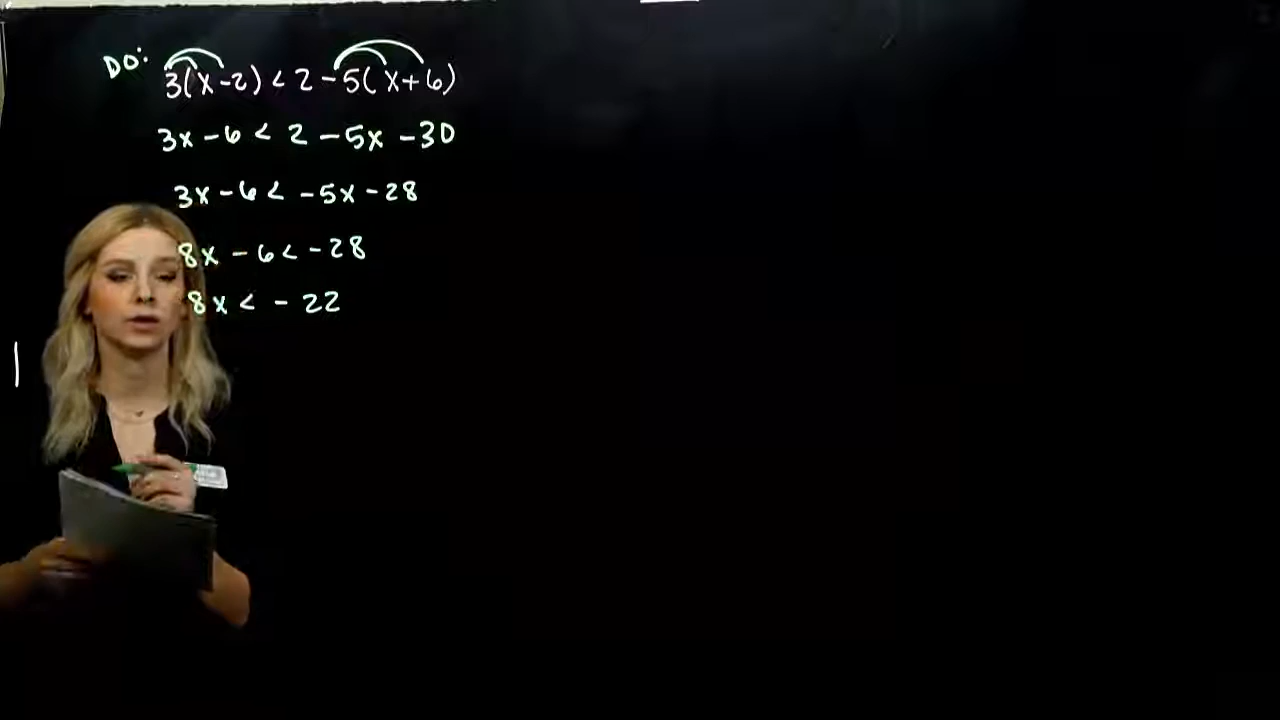 DO: 3(x-2) < 2 - 5(x+6)
3x - 6 < 2 - 5x - 30
3x - 6 < - 5x - 28
8x - 6 < - 28
8x < - 22